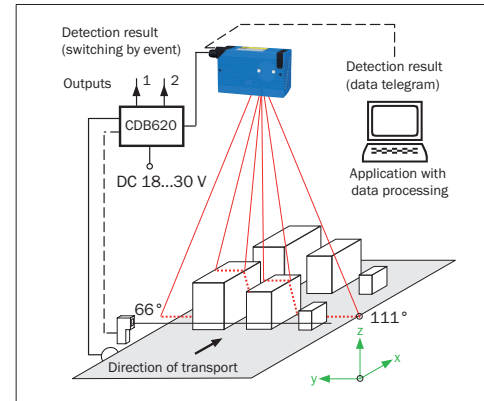 Detection result
(switching by event)
Outputs
1
2
CDB620
DC 18...30 V
Detection result
(data telegram)
Application with
data processing
66°
111°
Direction of transport
z
x
y